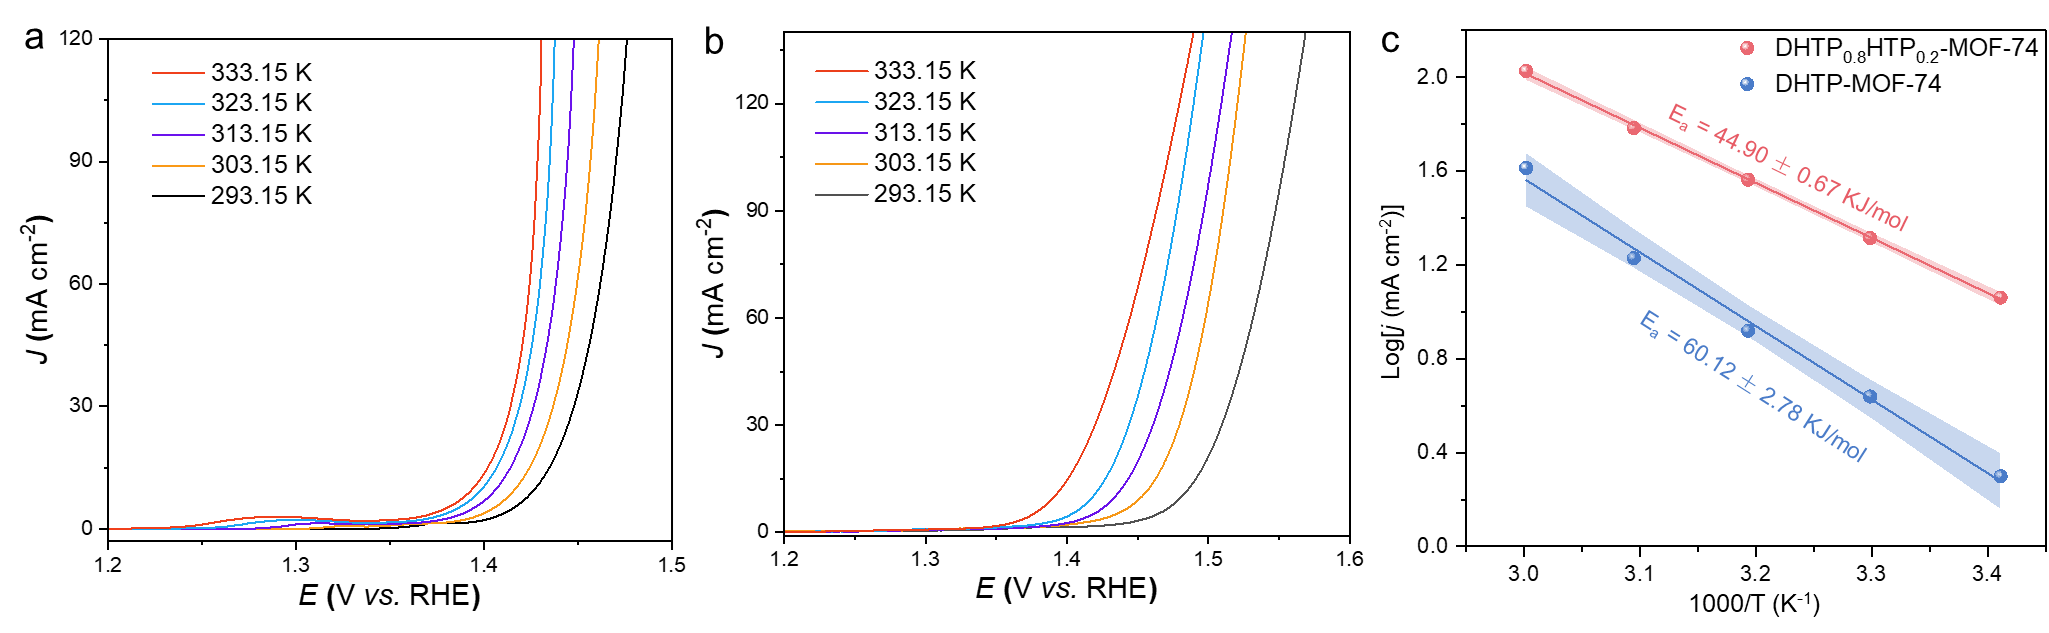 a
120
90
60
30
0
J (mA cm-2)
333.15 K
323.15 K
313.15 K
303.15 K
293.15 K
1.2
1.3
1.4
1.5
E (V vs. RHE)
b
120
90
60
30
0
J (mA cm-2)
333.15 K
323.15 K
313.15 K
303.15 K
293.15 K
1.2
1.3
1.4
1.5
1.6
E (V vs. RHE)
c
2.0
1.6
1.2
0.8
0.4
0.0
Log[j (mA cm-2)]
DHTP0.8HTP0.2-MOF-74
DHTP-MOF-74
Ea = 44.90 ± 0.67 KJ/mol
Ea = 60.12 ± 2.78 KJ/mol
3.0
3.1
3.2
3.3
3.4
1000/T (K-1)